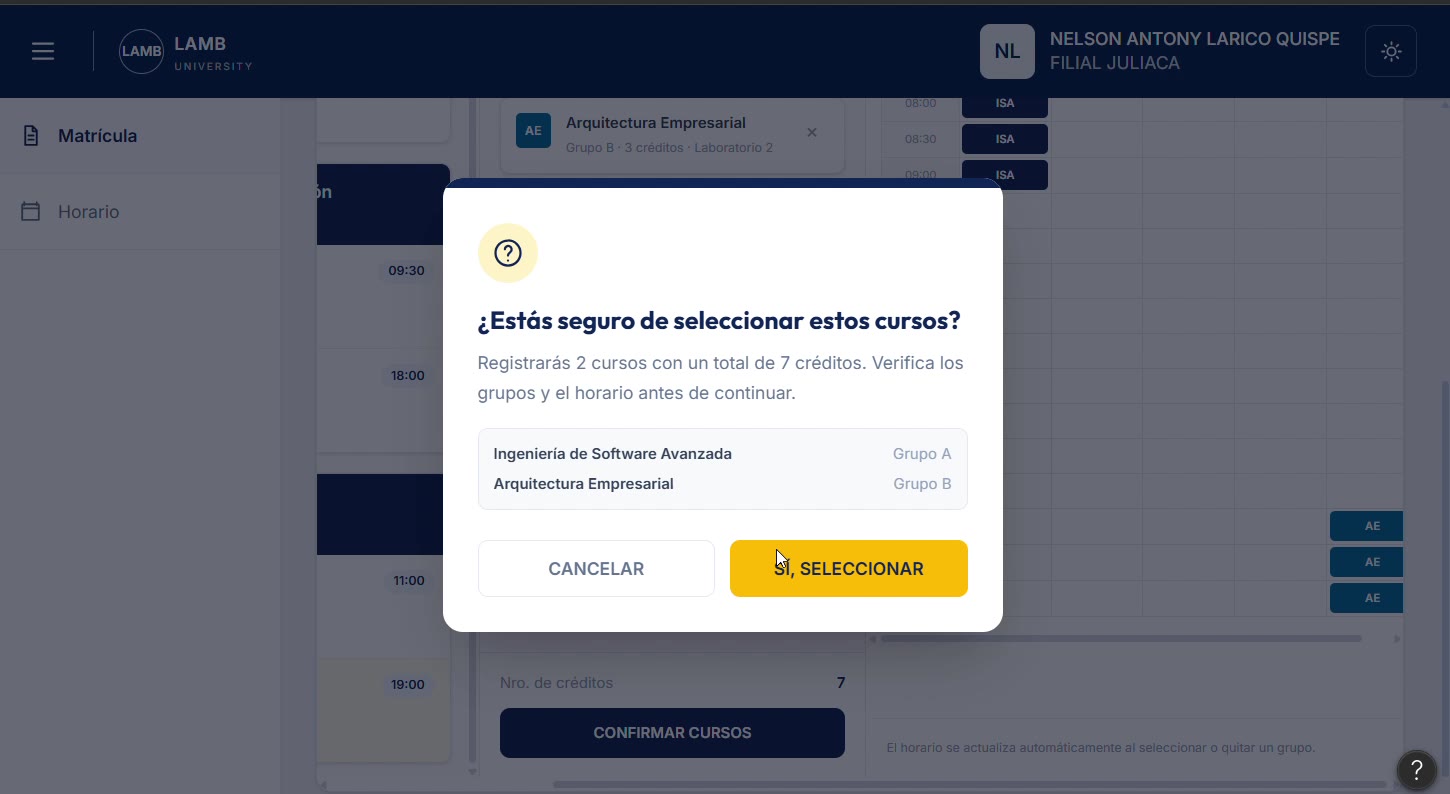 LAMB
LAMB
UNIVERSITY
NL
NELSON ANTONY LARICO QUISPE
FILIAL JULIACA
Matrícula
Horario
ón
09:30
18:00
11:00
19:00
AE
Arquitectura Empresarial
Grupo B · 3 créditos · Laboratorio 2
08:00
ISA
08:30
ISA
09:00
ISA
¿Estás seguro de seleccionar estos cursos?
Registrarás 2 cursos con un total de 7 créditos. Verifica los
grupos y el horario antes de continuar.
Ingeniería de Software Avanzada
Grupo A
Arquitectura Empresarial
Grupo B
CANCELAR
SÍ, SELECCIONAR
AE
AE
AE
Nro. de créditos
7
CONFIRMAR CURSOS
El horario se actualiza automáticamente al seleccionar o quitar un grupo.
?